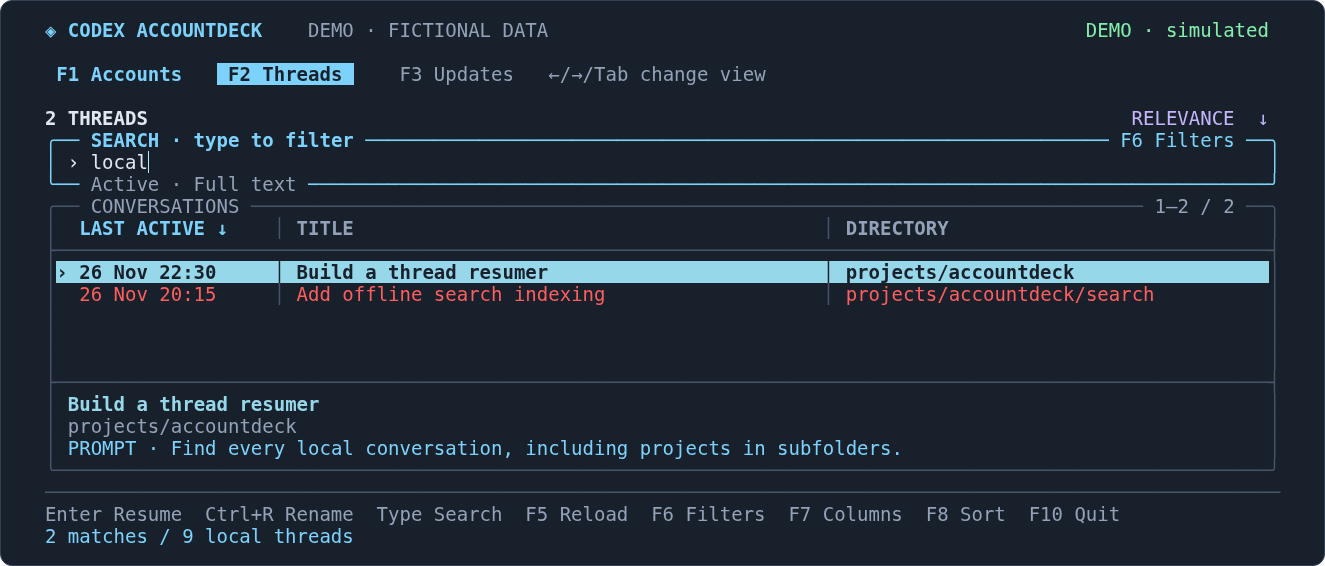 ◈ CODEX ACCOUNTDECK DEMO · FICTIONAL DATA DEMO · simulated
F1 Accounts F2 Threads F3 Updates ←/→/Tab change view
2 THREADS RELEVANCE ↓
SEARCH · type to filter F6 Filters
› local
Active · Full text
CONVERSATIONS 1–2 / 2
LAST ACTIVE ↓ TITLE DIRECTORY
› 26 Nov 22:30 Build a thread resumer projects/accountdeck
26 Nov 20:15 Add offline search indexing projects/accountdeck/search
Build a thread resumer
projects/accountdeck
PROMPT · Find every local conversation, including projects in subfolders.
Enter Resume Ctrl+R Rename Type Search F5 Reload F6 Filters F7 Columns F8 Sort F10 Quit
2 matches / 9 local threads